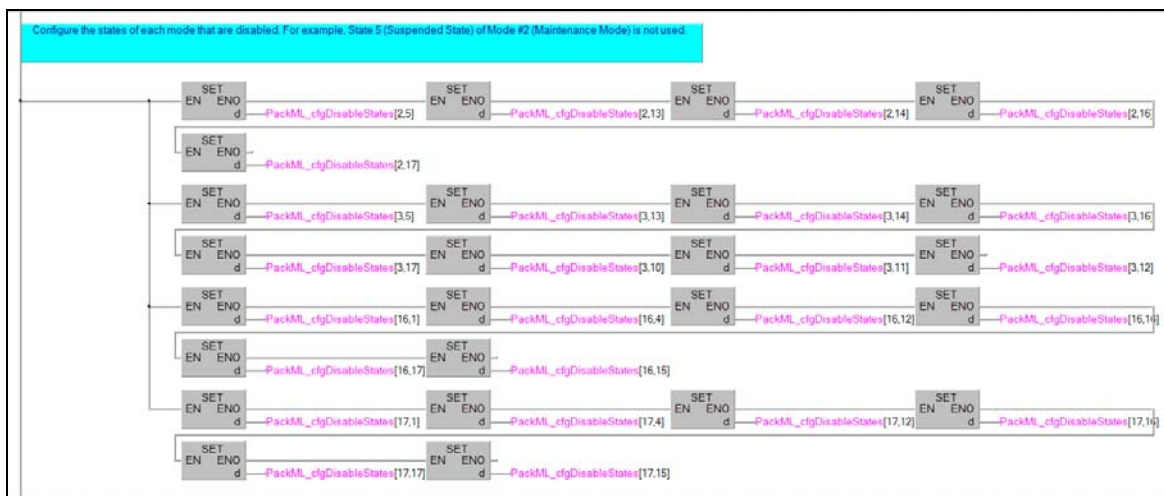 Configure the states of each mode that are disabled. For example, State 5 (Suspended State) of Mode #2 (Maintenance Mode) is not used.
SET SET SET SET
EN ENO EN ENO EN ENO EN ENO
d PackML_cfgDisableStates[2,5] d PackML_cfgDisableStates[2,13] d PackML_cfgDisableStates[2,14] d PackML_cfgDisableStates[2,16]
SET
EN ENO
d PackML_cfgDisableStates[2,17]
SET SET SET SET
EN ENO EN ENO EN ENO EN ENO
d PackML_cfgDisableStates[3,5] d PackML_cfgDisableStates[3,13] d PackML_cfgDisableStates[3,14] d PackML_cfgDisableStates[3,16]
SET SET SET SET
EN ENO EN ENO EN ENO EN ENO
d PackML_cfgDisableStates[3,17] d PackML_cfgDisableStates[3,10] d PackML_cfgDisableStates[3,11] d PackML_cfgDisableStates[3,12]
SET SET SET SET
EN ENO EN ENO EN ENO EN ENO
d PackML_cfgDisableStates[16,1] d PackML_cfgDisableStates[16,4] d PackML_cfgDisableStates[16,12] d PackML_cfgDisableStates[16,16]
SET SET
EN ENO EN ENO
d PackML_cfgDisableStates[16,17] d PackML_cfgDisableStates[16,15]
SET SET SET SET
EN ENO EN ENO EN ENO EN ENO
d PackML_cfgDisableStates[17,1] d PackML_cfgDisableStates[17,4] d PackML_cfgDisableStates[17,12] d PackML_cfgDisableStates[17,16]
SET SET
EN ENO EN ENO
d PackML_cfgDisableStates[17,17] d PackML_cfgDisableStates[17,15]